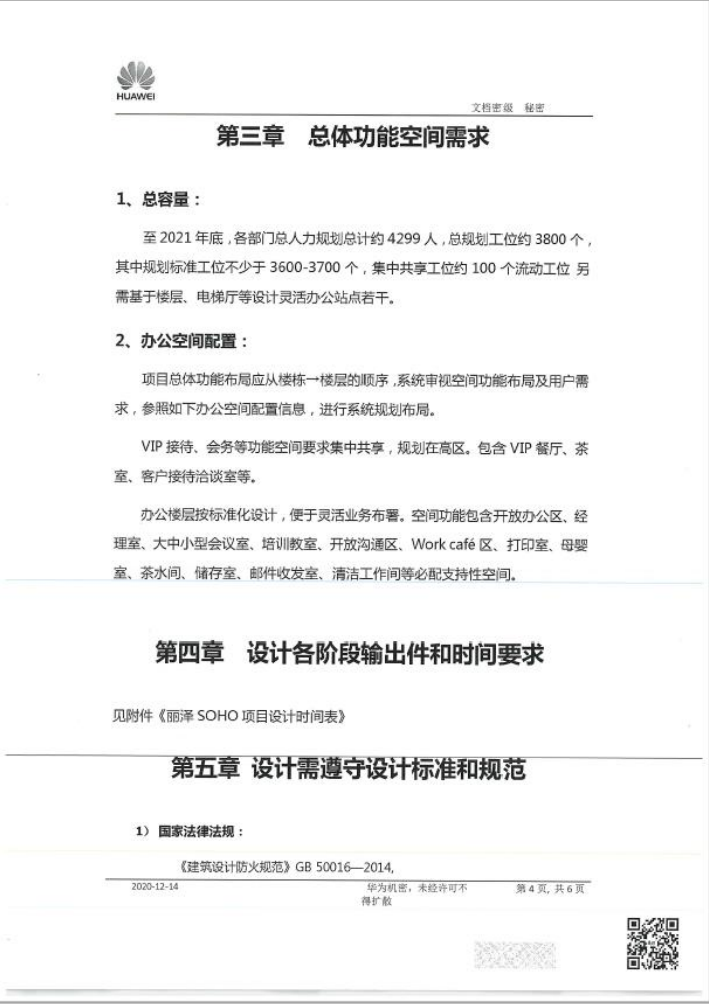 HUAWEI
文档密级 秘密
第三章 总体功能空间需求
1、总容量：
至 2021 年底，各部门总人力规划总计约 4299 人，总规划工位约 3800 个，
其中规划标准工位不少于 3600-3700 个，集中共享工位约 100 个流动工位 另
需基于楼层、电梯厅等设计灵活办公站点若干。
2、办公空间配置：
项目总体功能布局应从楼栋→楼层的顺序，系统审视空间功能布局及用户需
求，参照如下办公空间配置信息，进行系统规划布局。
VIP 接待、会务等功能空间要求集中共享，规划在高区。包含 VIP 餐厅、茶
室、客户接待洽谈室等。
办公楼层按标准化设计，便于灵活业务布署。空间功能包含开放办公区、经
理室、大中小型会议室、培训教室、开放沟通区、Work café 区、打印室、母婴
室、茶水间、储存室、邮件收发室、清洁工作间等必配支持性空间。
第四章 设计各阶段输出件和时间要求
见附件《丽泽 SOHO 项目设计时间表》
第五章 设计需遵守设计标准和规范
1） 国家法律法规：
《建筑设计防火规范》GB 50016—2014,
2020-12-14 华为机密，未经许可不 第 4 页, 共 6 页
得扩散